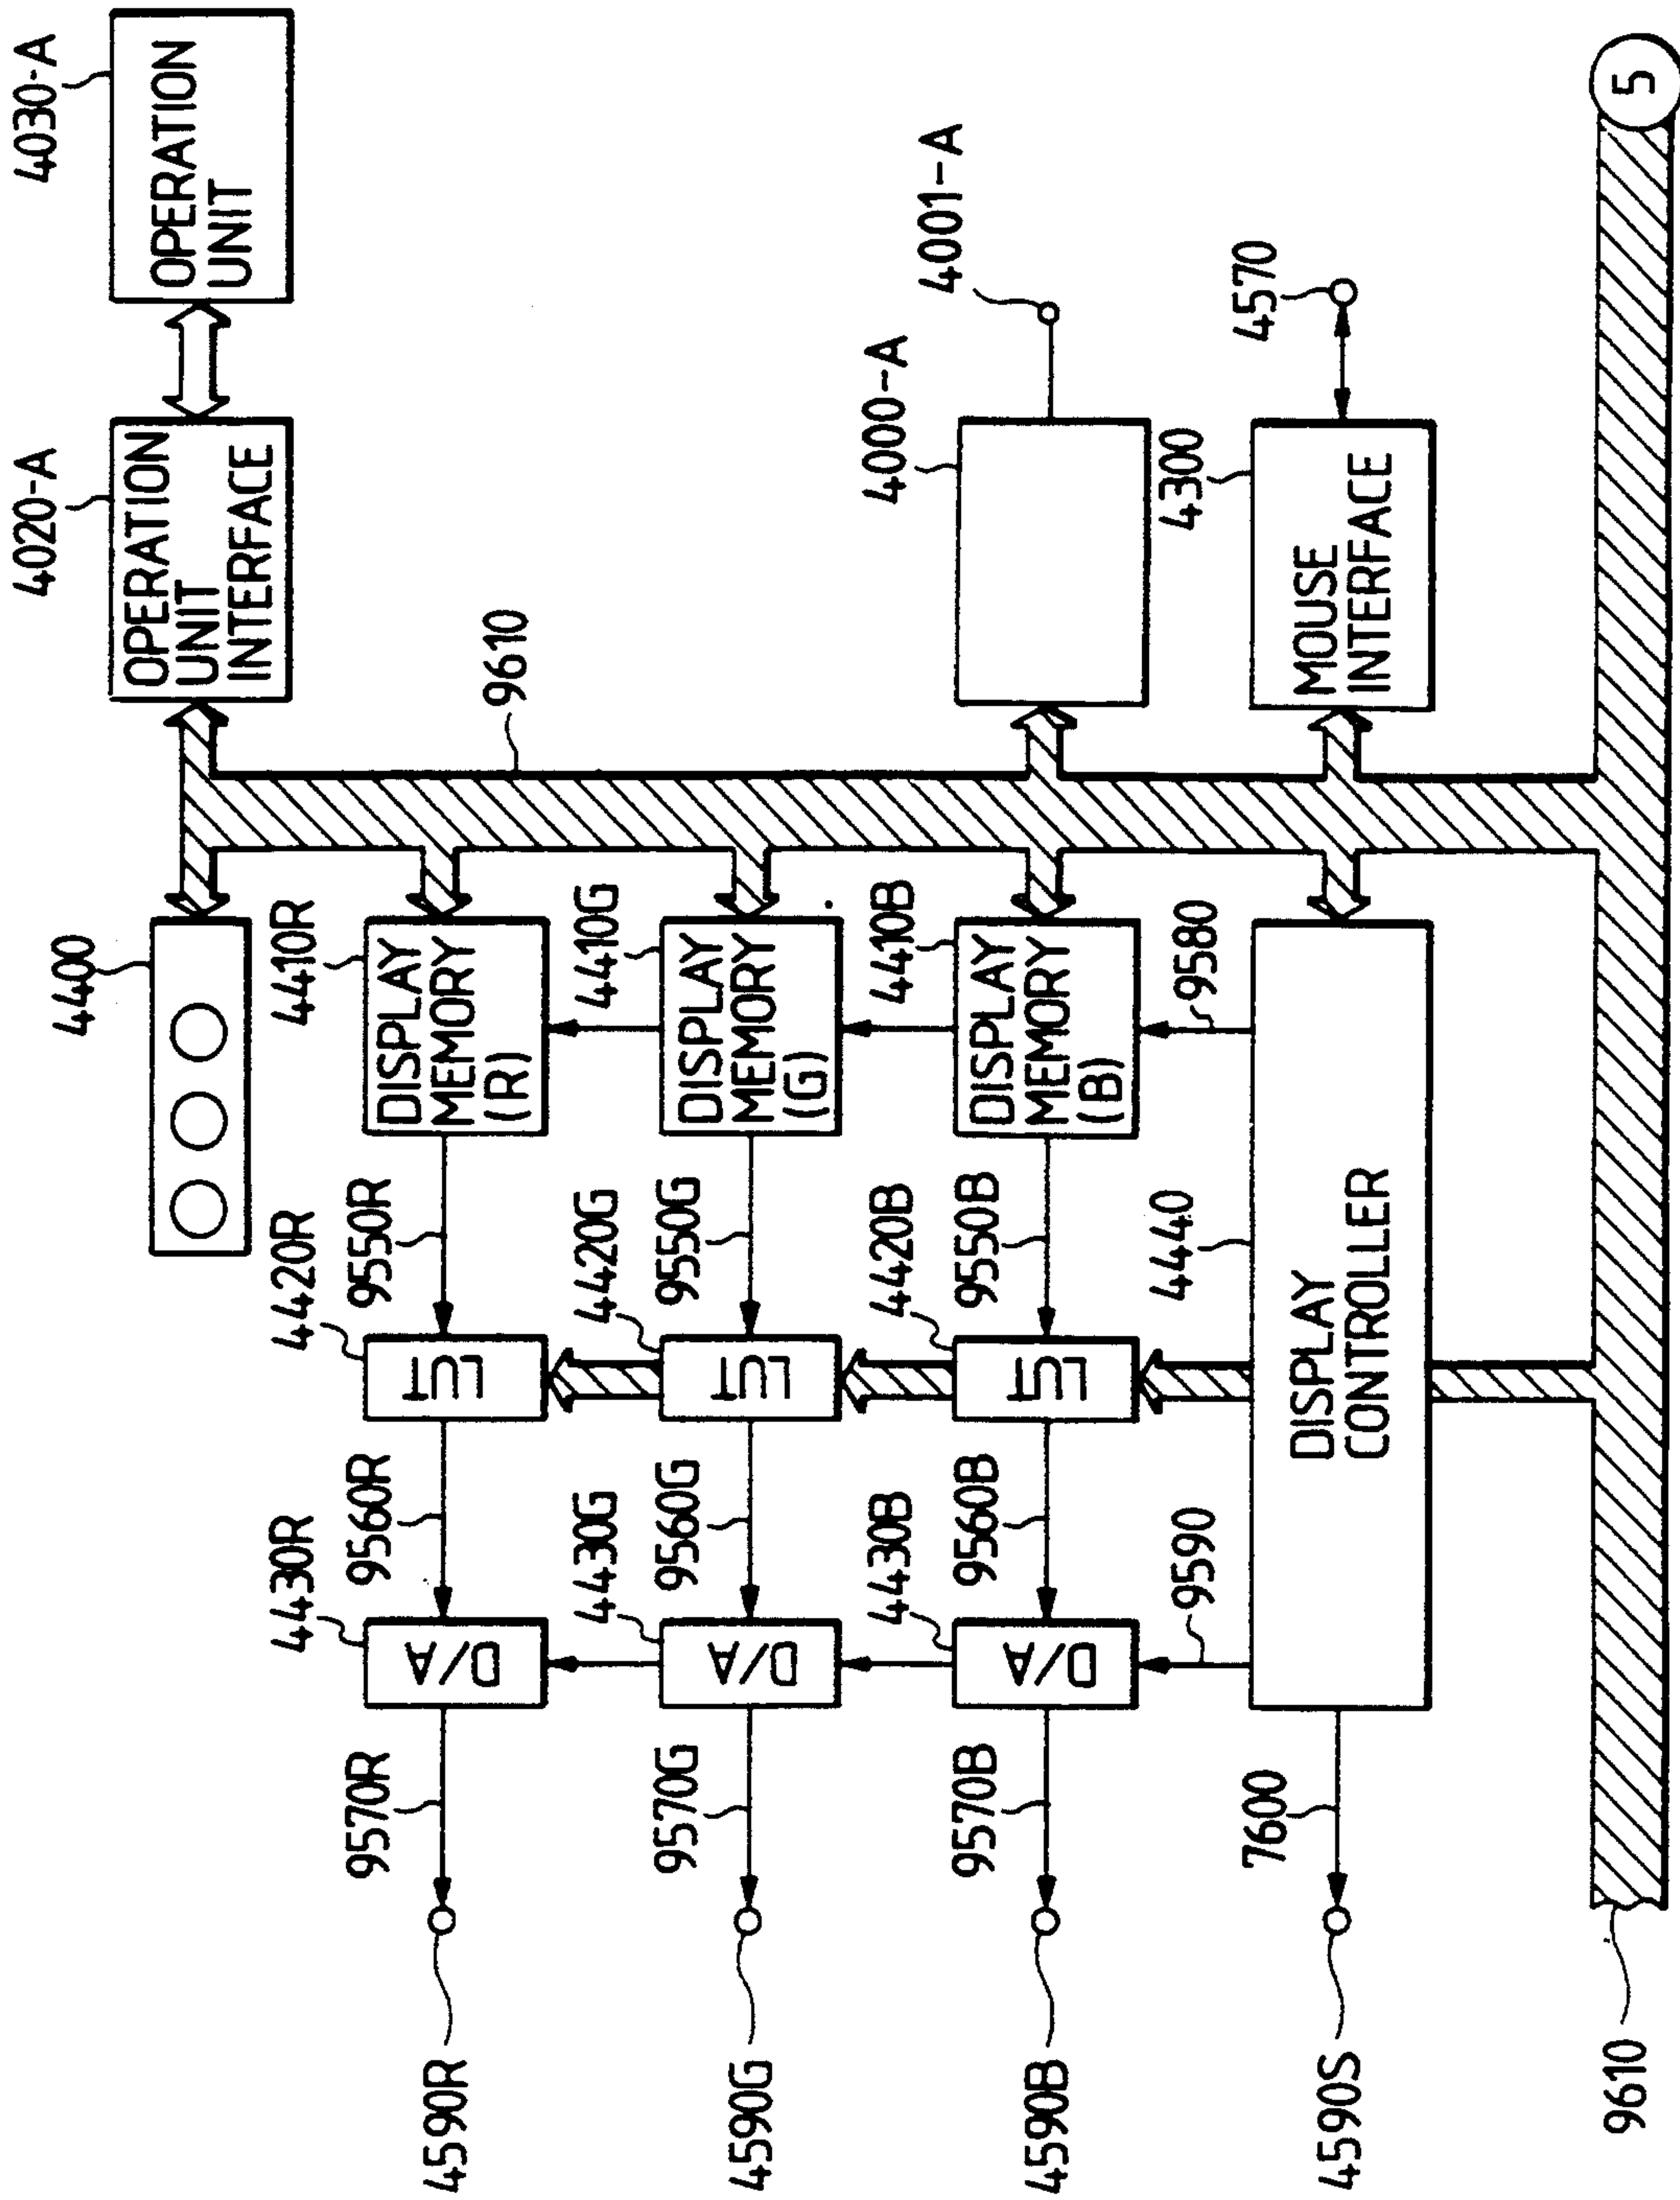 4030-A
OPERATION
UNIT
4020-A
OPERATION
UNIT
INTERFACE
9610
4001-A
4000-A
4570
4300
MOUSE
INTERFACE
5
4400
4410R
DISPLAY
MEMORY
(R)
4410G
DISPLAY
MEMORY
(G)
4410B
DISPLAY
MEMORY
(B)
9580
9550R
9550G
9550B
4440
DISPLAY
CONTROLLER
4420R
LUT
4420G
LUT
4420B
LUT
9560R
9560G
9560B
9590
4430R
D/A
4430G
D/A
4430B
D/A
9570R
9570G
9570B
7600
4590R
4590G
4590B
4590S
9610